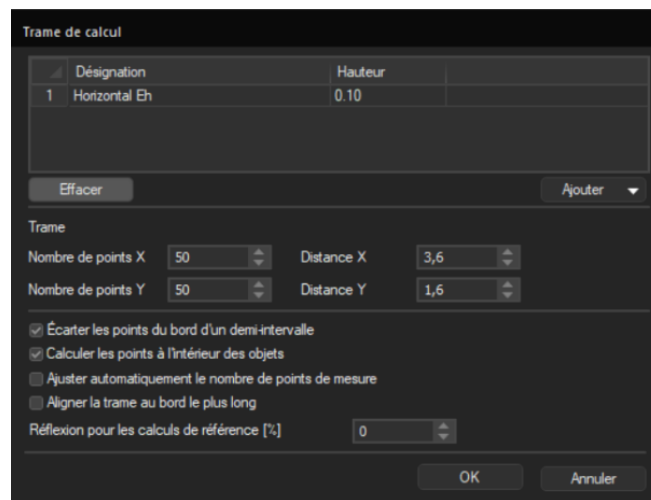 Trame de calcul
Désignation Hauteur
1 Horizontal Eh 0.10
Effacer Ajouter
Trame
Nombre de points X 50 Distance X 3,6
Nombre de points Y 50 Distance Y 1,6
Écarter les points du bord d'un demi-intervalle
Calculer les points à l'intérieur des objets
Ajuster automatiquement le nombre de points de mesure
Aligner la trame au bord le plus long
Réflexion pour les calculs de référence [%] 0
OK Annuler